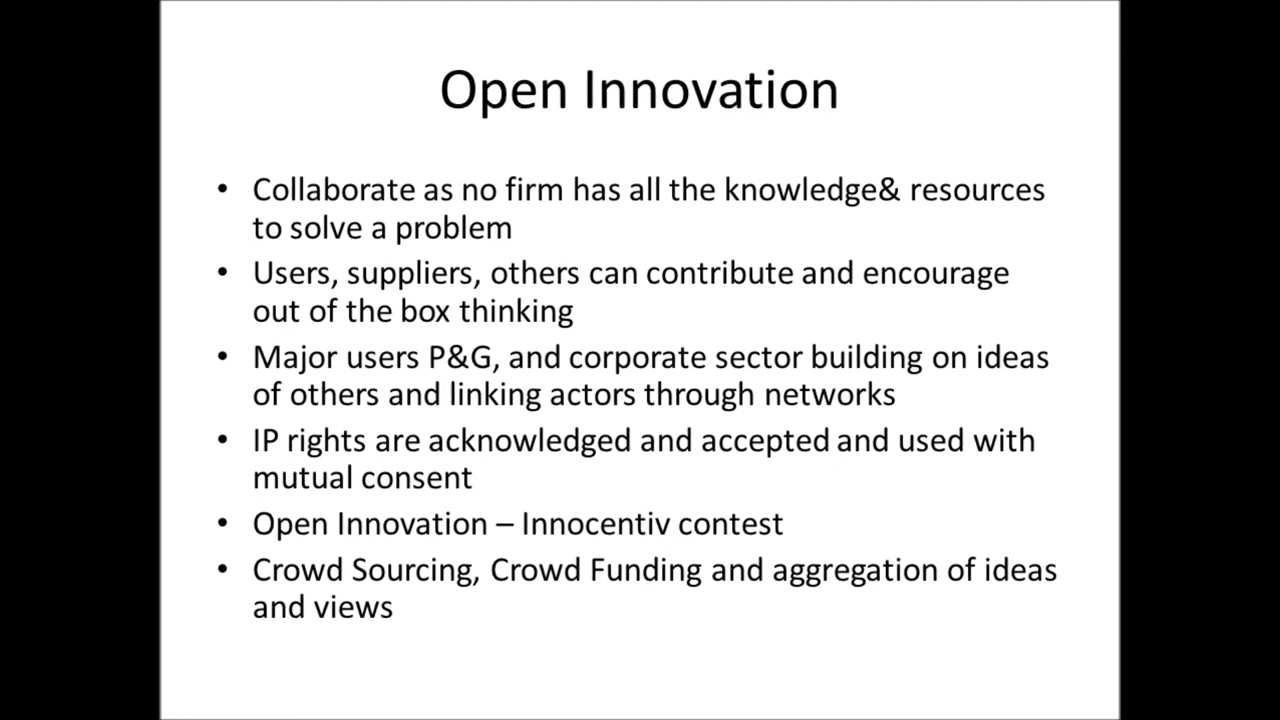 Open Innovation
• Collaborate as no firm has all the knowledge& resources
to solve a problem
• Users, suppliers, others can contribute and encourage
out of the box thinking
• Major users P&G, and corporate sector building on ideas
of others and linking actors through networks
• IP rights are acknowledged and accepted and used with
mutual consent
• Open Innovation – Innocentiv contest
• Crowd Sourcing, Crowd Funding and aggregation of ideas
and views